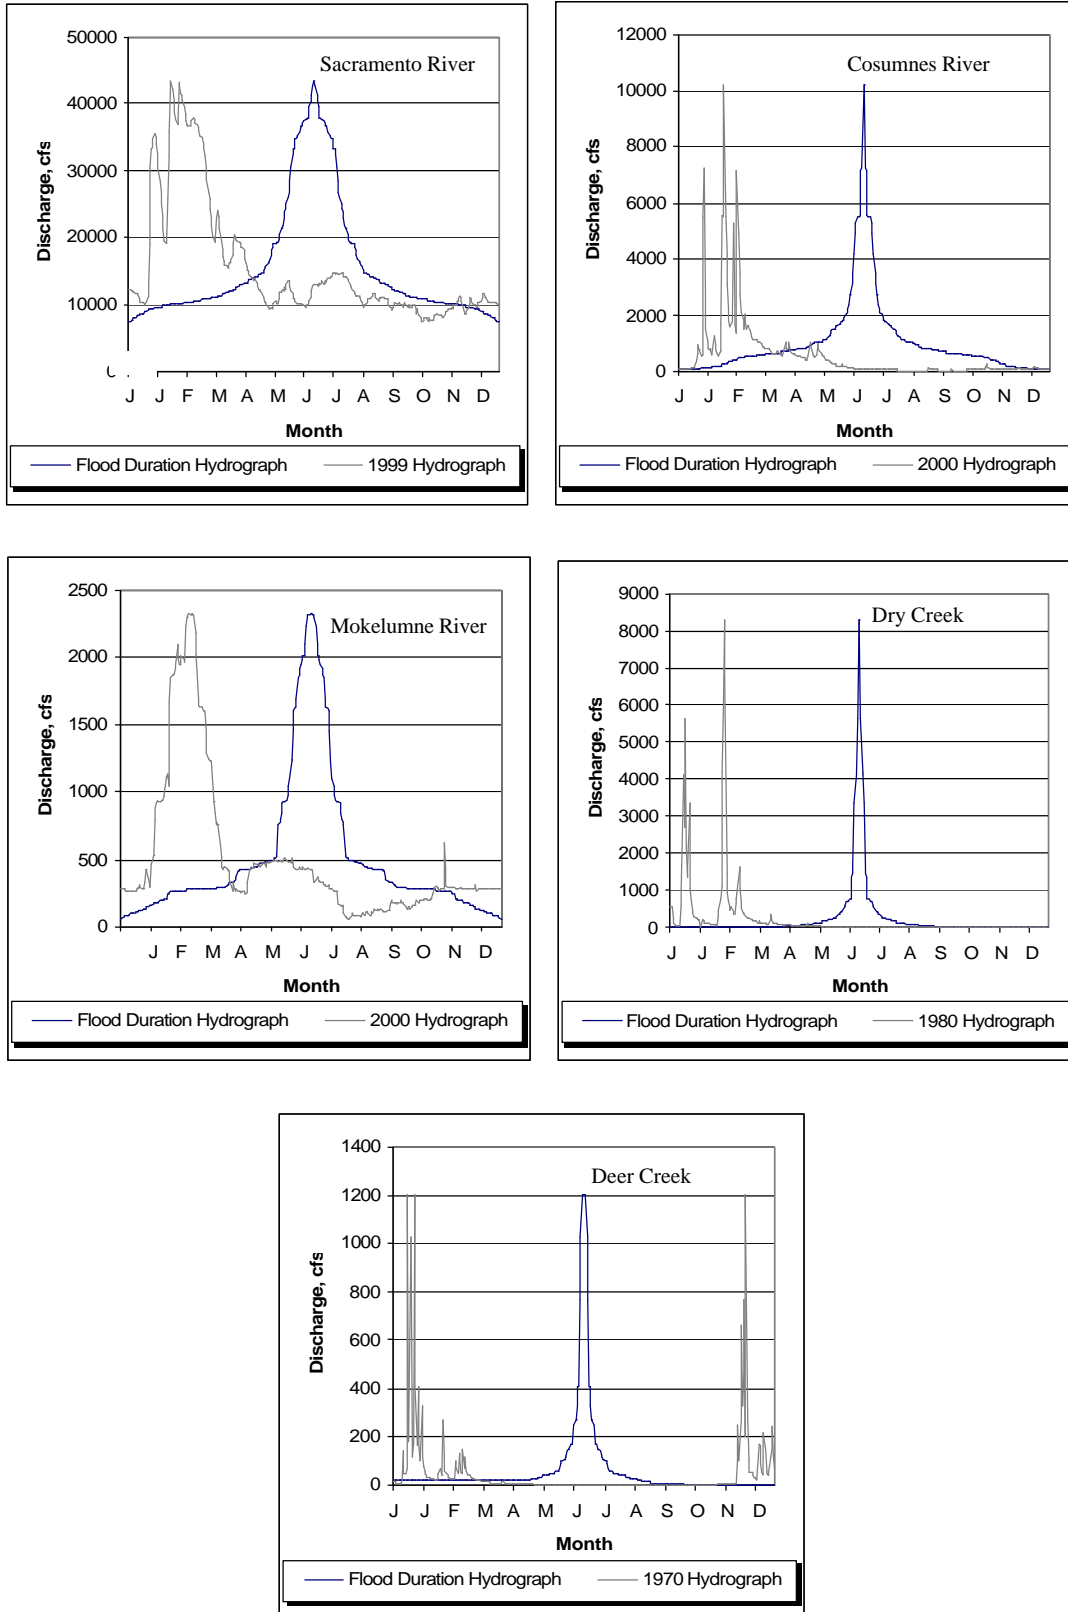 Sacramento River
50000
40000
30000
20000
10000
Discharge, cfs
J J F M A M J J A S O N D
Month
Flood Duration Hydrograph 1999 Hydrograph
Cosumnes River
12000
10000
8000
6000
4000
2000
0
Discharge, cfs
J J F M A M J J A S O N D
Month
Flood Duration Hydrograph 2000 Hydrograph
Mokelumne River
2500
2000
1500
1000
500
0
Discharge, cfs
J F M A M J J A S O N D
Month
Flood Duration Hydrograph 2000 Hydrograph
Dry Creek
9000
8000
7000
6000
5000
4000
3000
2000
1000
0
Discharge, cfs
J J F M A M J J A S O N D
Month
Flood Duration Hydrograph 1980 Hydrograph
Deer Creek
1400
1200
1000
800
600
400
200
0
Discharge, cfs
J J F M A M J J A S O N D
Month
Flood Duration Hydrograph 1970 Hydrograph